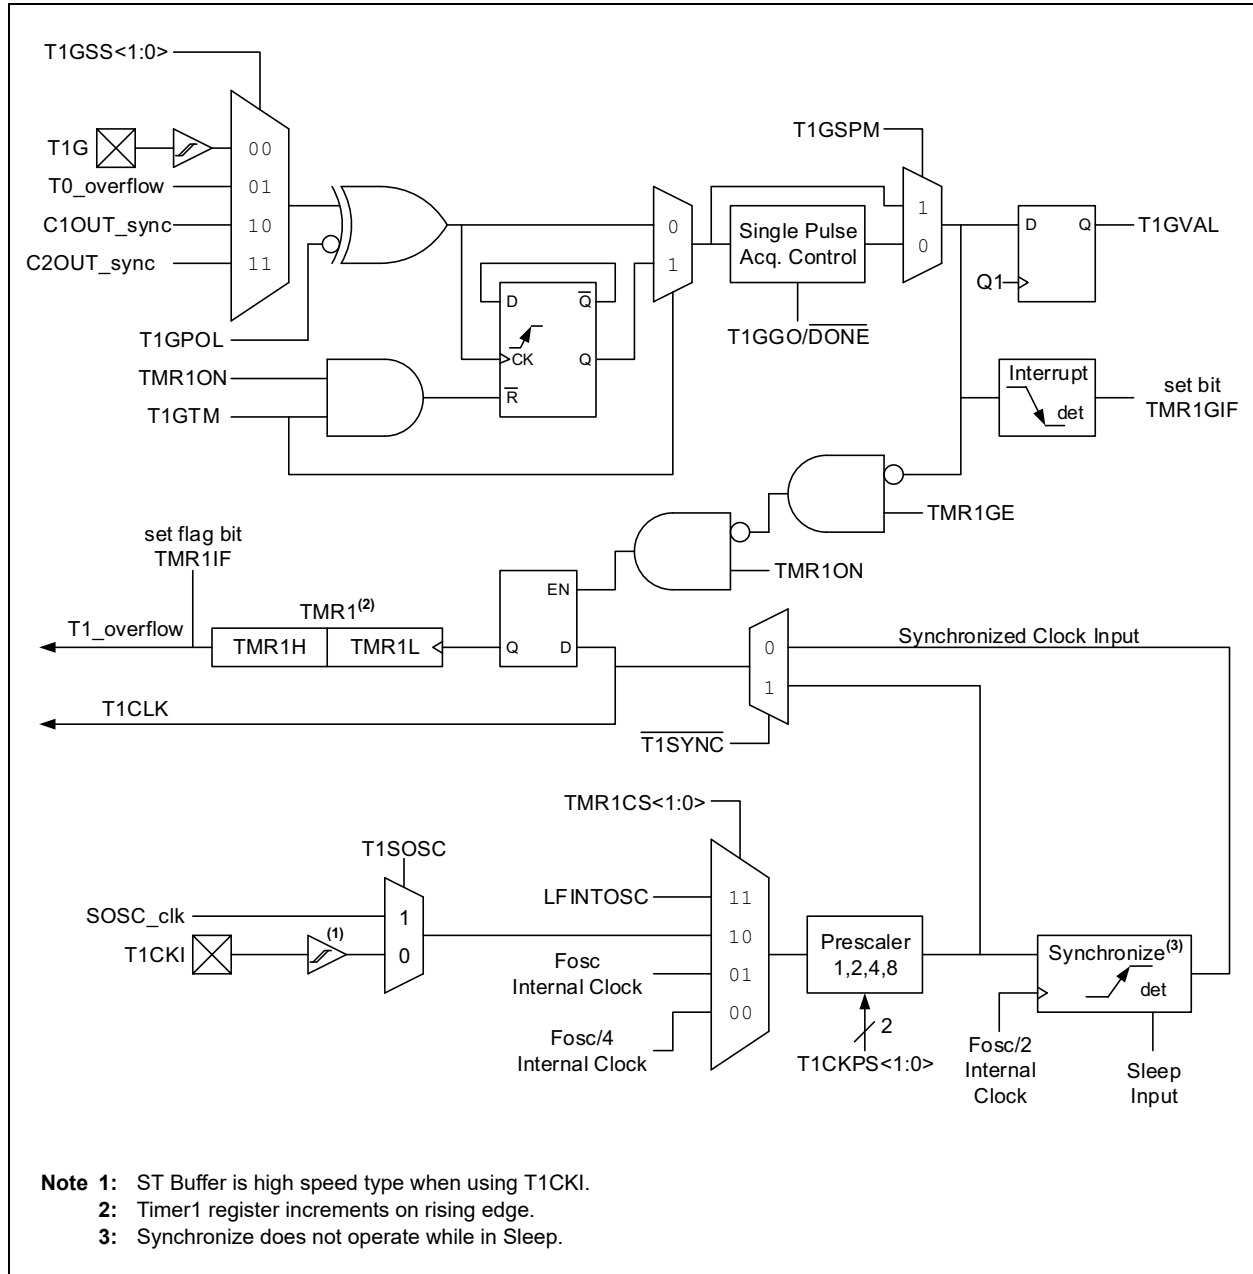 T1GSS<1:0>
T1G
00
T0_overflow
01
C1OUT_sync
10
C2OUT_sync
11
T1GPOL
TMR1ON
T1GTM
D
Q
CK
Q
R
0
1
T1GSPM
Single Pulse
Acq. Control
T1GGO/DONE
1
0
D
Q
T1GVAL
Q1
Interrupt
det
set bit
TMR1GIF
TMR1GE
TMR1ON
set flag bit
TMR1IF
TMR1(2)
T1_overflow
TMR1H
TMR1L
EN
Q
D
0
1
Synchronized Clock Input
T1CLK
T1SYNC
TMR1CS<1:0>
T1SOSC
SOSC_clk
1
T1CKI
(1)
0
LFINTOSC
11
10
Fosc
Internal Clock
01
Fosc/4
Internal Clock
00
Prescaler
1,2,4,8
2
T1CKPS<1:0>
Synchronize(3)
det
Fosc/2
Internal
Clock
Sleep
Input
Note 1: ST Buffer is high speed type when using T1CKI.
2: Timer1 register increments on rising edge.
3: Synchronize does not operate while in Sleep.